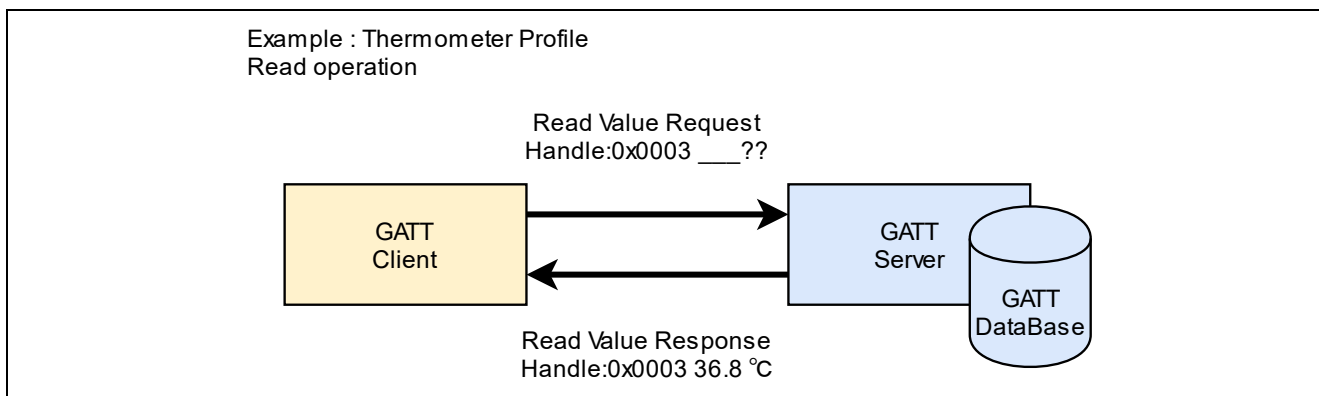 Example : Thermometer Profile
Read operation
Read Value Request
Handle:0x0003 ___??
GATT
Client
GATT
Server
GATT
DataBase
Read Value Response
Handle:0x0003 36.8 ℃